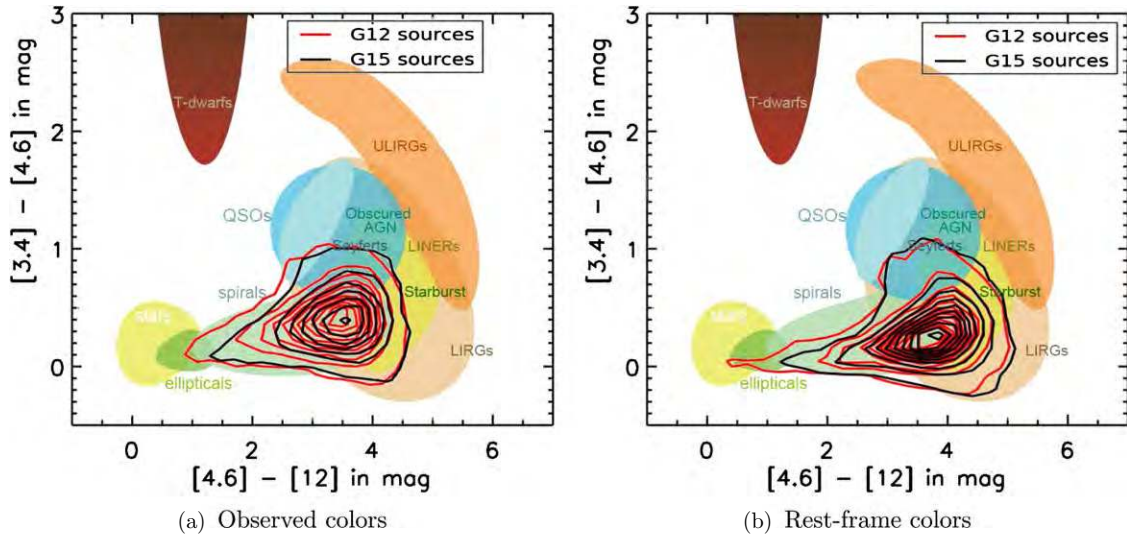 3
2
1
0
[3.4] − [4.6] in mag
G12 sources
G15 sources
T-dwarfs
ULIRGs
QSOs
Obscured
AGN
Seyferts
LINERs
spirals
Starburst
LIRGs
ellipticals
0 2 4 6
[4.6] − [12] in mag
(a) Observed colors
3
2
1
0
[3.4] − [4.6] in mag
G12 sources
G15 sources
T-dwarfs
ULIRGs
QSOs
Obscured
AGN
Seyferts
LINERs
spirals
Starburst
LIRGs
ellipticals
0 2 4 6
[4.6] − [12] in mag
(b) Rest-frame colors